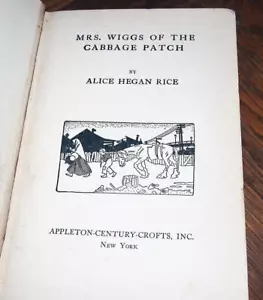 MRS. WIGGS OF THE
CABBAGE PATCH
BY
ALICE HEGAN RICE
APPLETON-CENTURY-CROFTS, INC.
NEW YORK